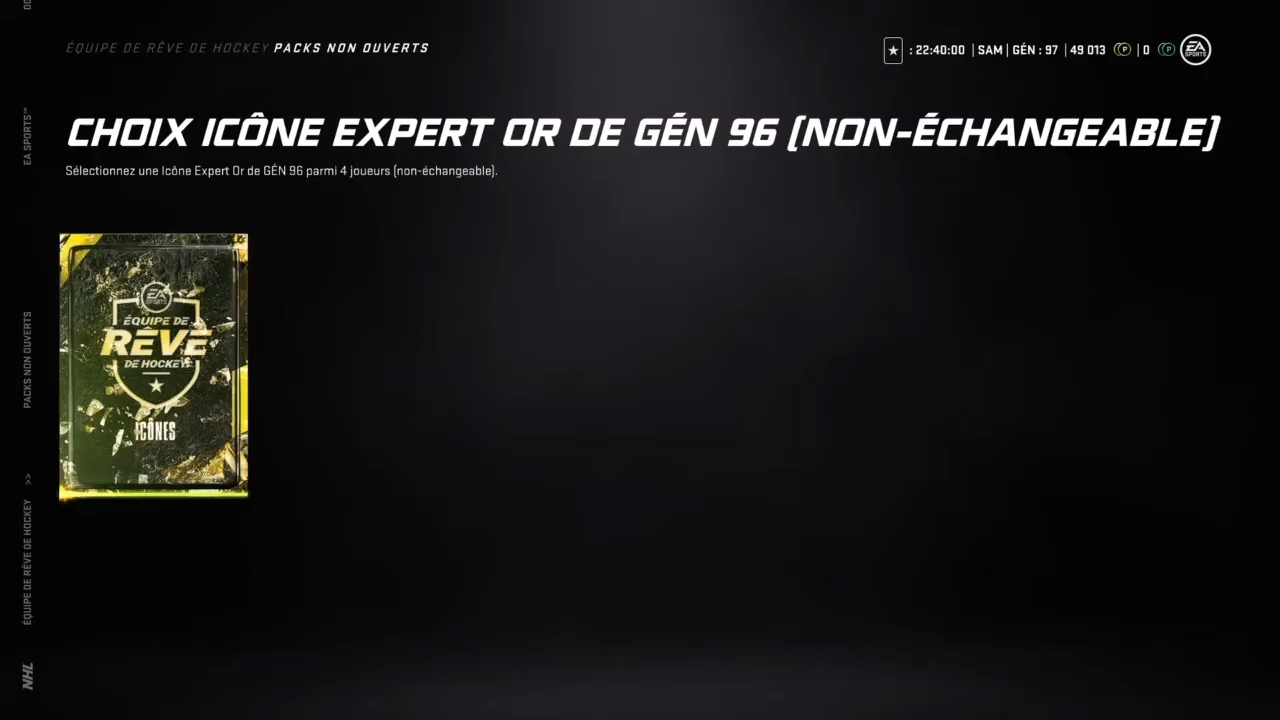 ÉQUIPE DE RÊVE DE HOCKEY PACKS NON OUVERTS
★ : 22:40:00 | SAM | GÉN : 97 | 49 013 P | 0 P EA SPORTS
CHOIX ICÔNE EXPERT OR DE GÉN 96 (NON-ÉCHANGEABLE)
Sélectionnez une Icône Expert Or de GÉN 96 parmi 4 joueurs (non-échangeable).
EA SPORTS
ÉQUIPE DE
RÊVE
DE HOCKEY
ICÔNES
NHL ÉQUIPE DE RÊVE DE HOCKEY >> PACKS NON OUVERTS EA SPORTS™